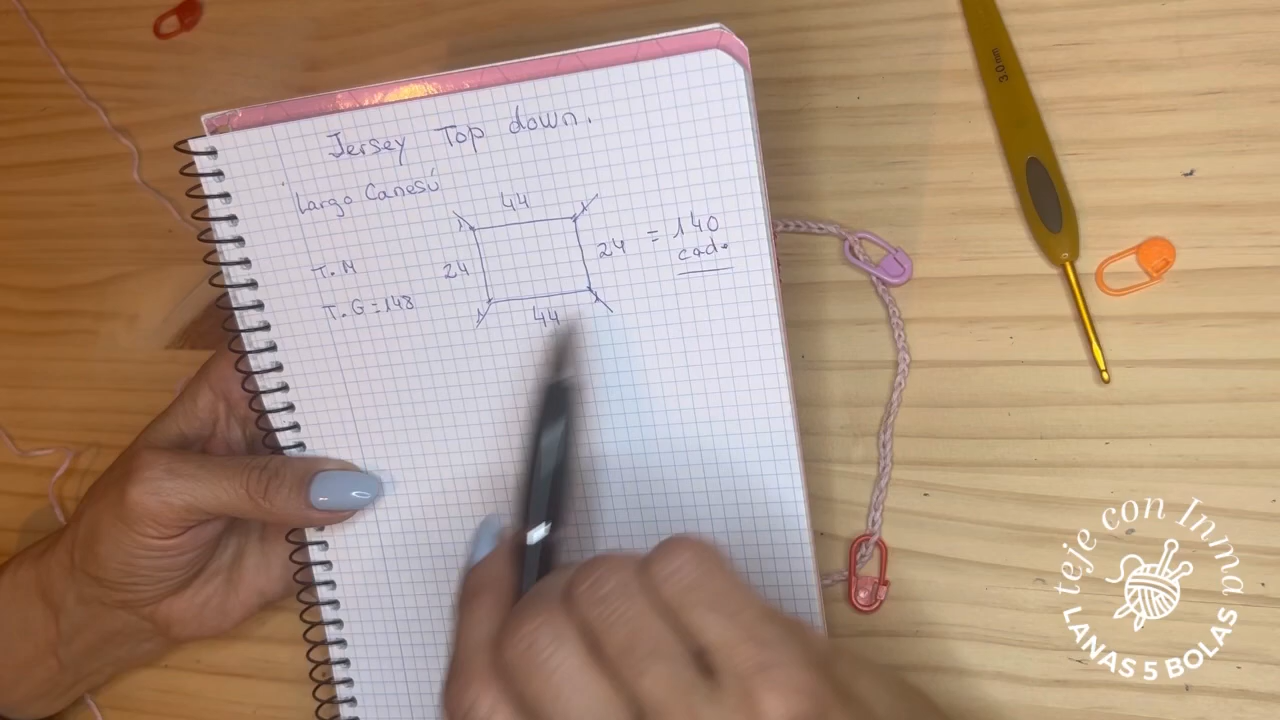 Jersey Top down.
Largo Canesú
44
24
24
= 140
cad.
T.M
T.G = 148
44
3.0 mm
teje con Inma
LANAS 5 BOLAS